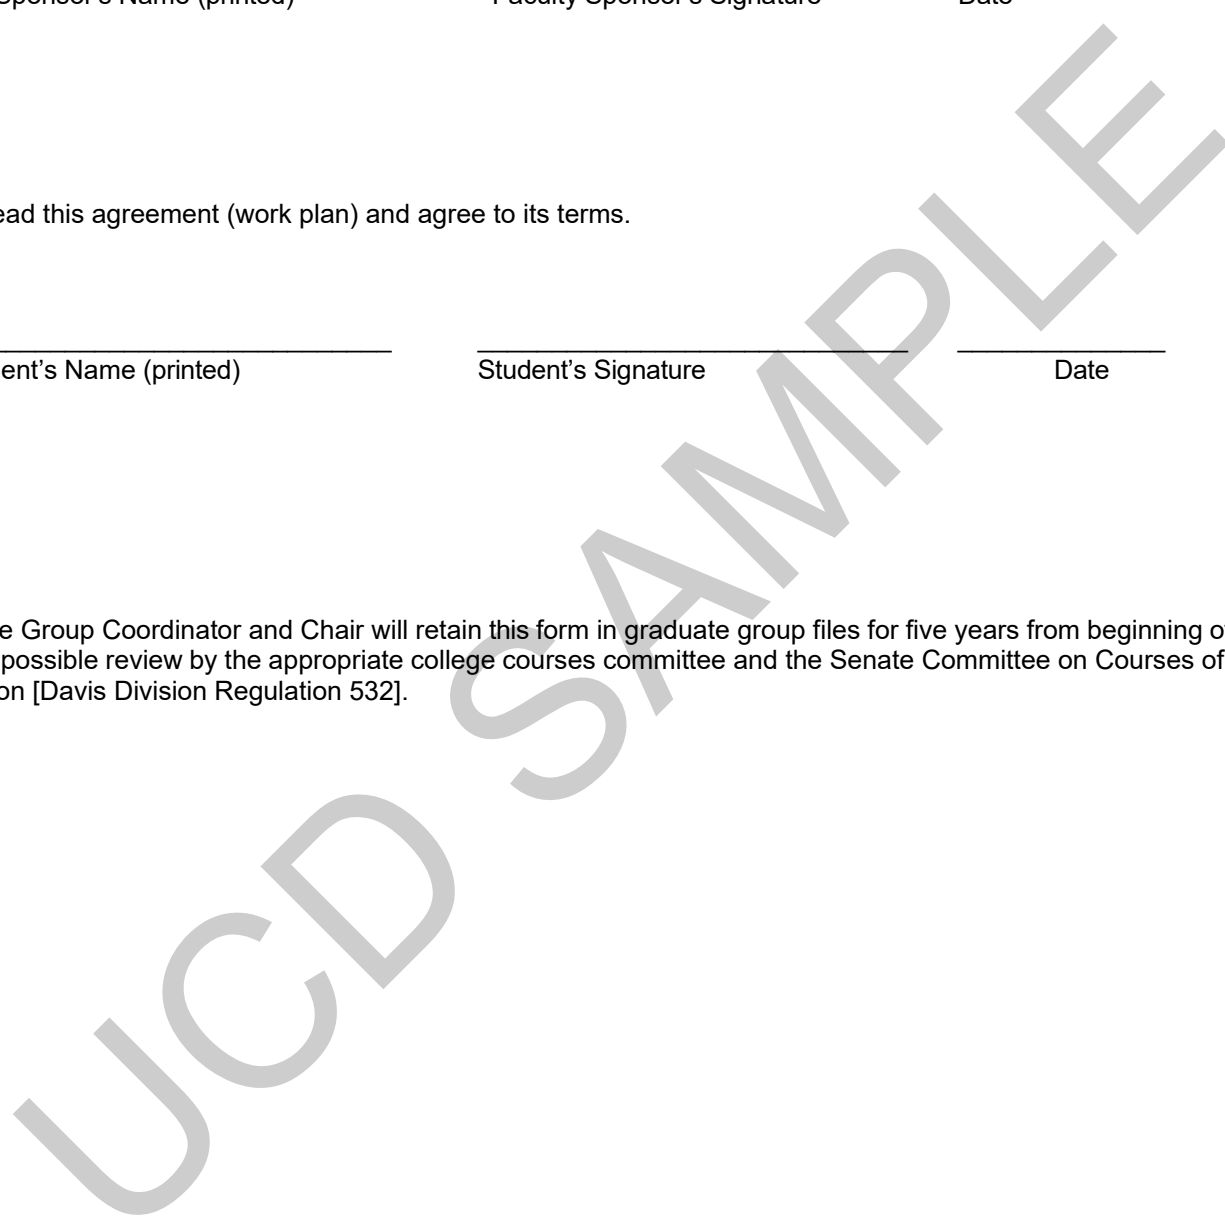 Sponsor's Name (printed) Faculty Sponsor's Signature Date
ead this agreement (work plan) and agree to its terms.
ent’s Name (printed) Student’s Signature Date
e Group Coordinator and Chair will retain this form in graduate group files for five years from beginning of
possible review by the appropriate college courses committee and the Senate Committee on Courses of
on [Davis Division Regulation 532].
UCD SAMPLE